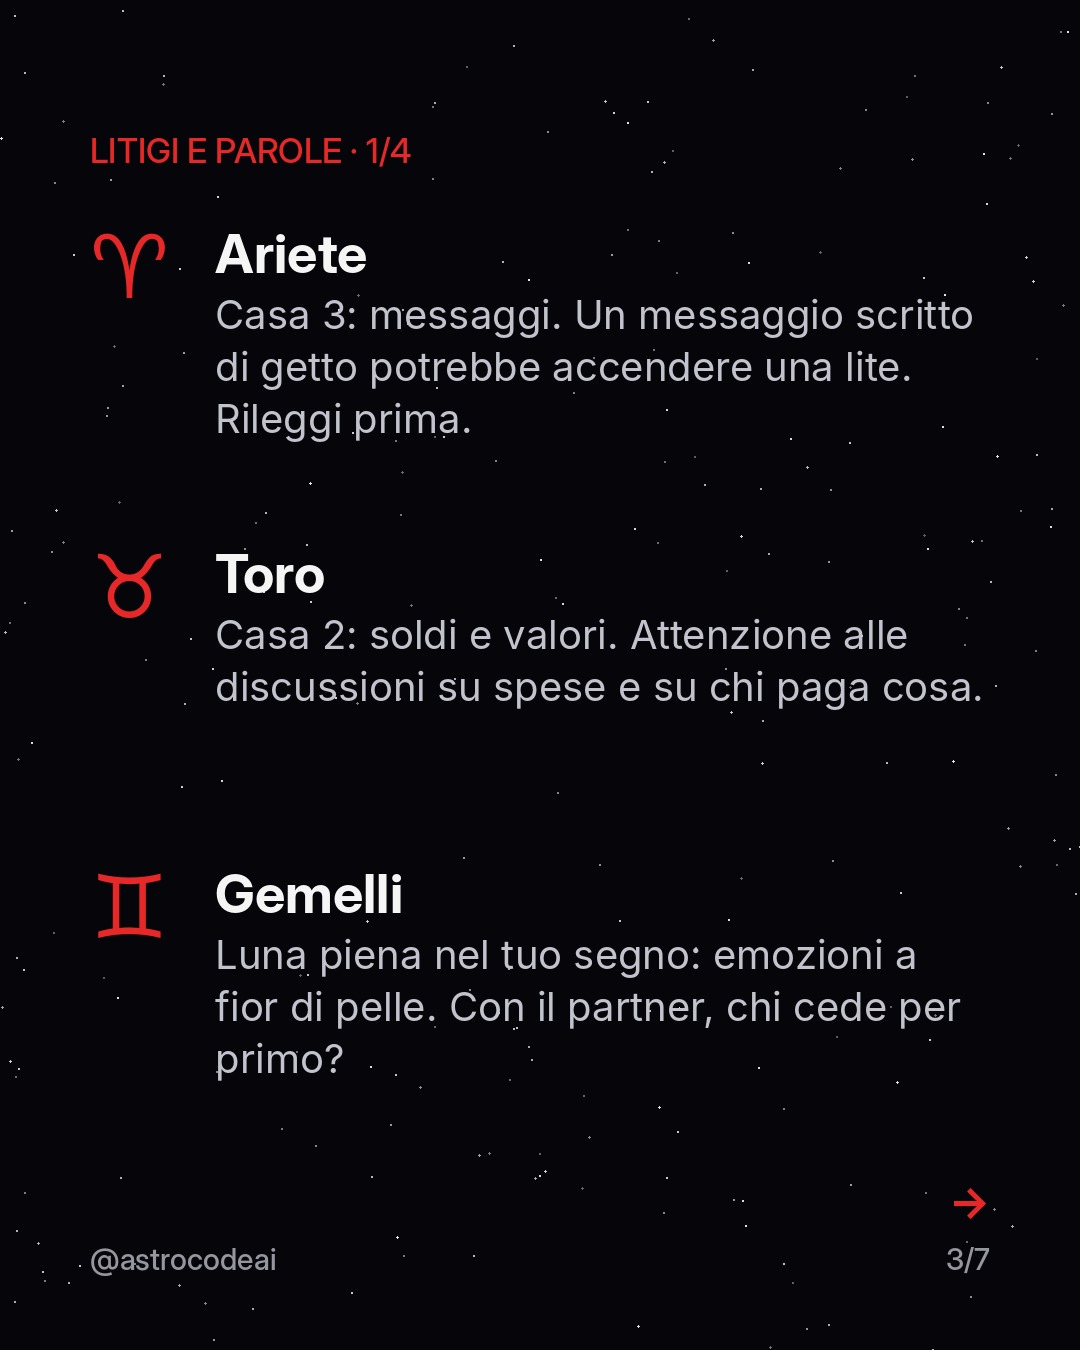 LITIGI E PAROLE · 1/4
♈ Ariete
Casa 3: messaggi. Un messaggio scritto
di getto potrebbe accendere una lite.
Rileggi prima.
♉ Toro
Casa 2: soldi e valori. Attenzione alle
discussioni su spese e su chi paga cosa.
♊ Gemelli
Luna piena nel tuo segno: emozioni a
fior di pelle. Con il partner, chi cede per
primo?
→
@astrocodeai
3/7